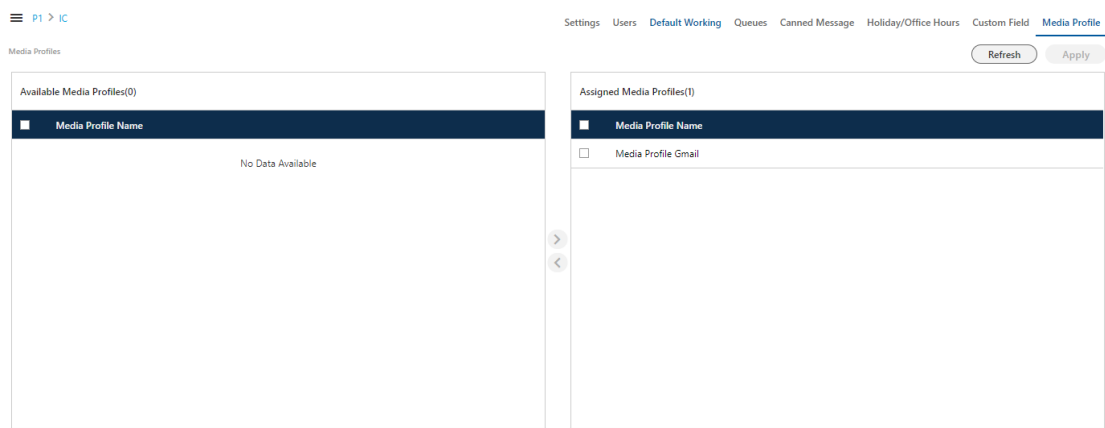 P1 > IC
Settings Users Default Working Queues Canned Message Holiday/Office Hours Custom Field Media Profile
Media Profiles
Refresh Apply
Available Media Profiles(0)
Media Profile Name
No Data Available
Assigned Media Profiles(1)
Media Profile Name
Media Profile Gmail